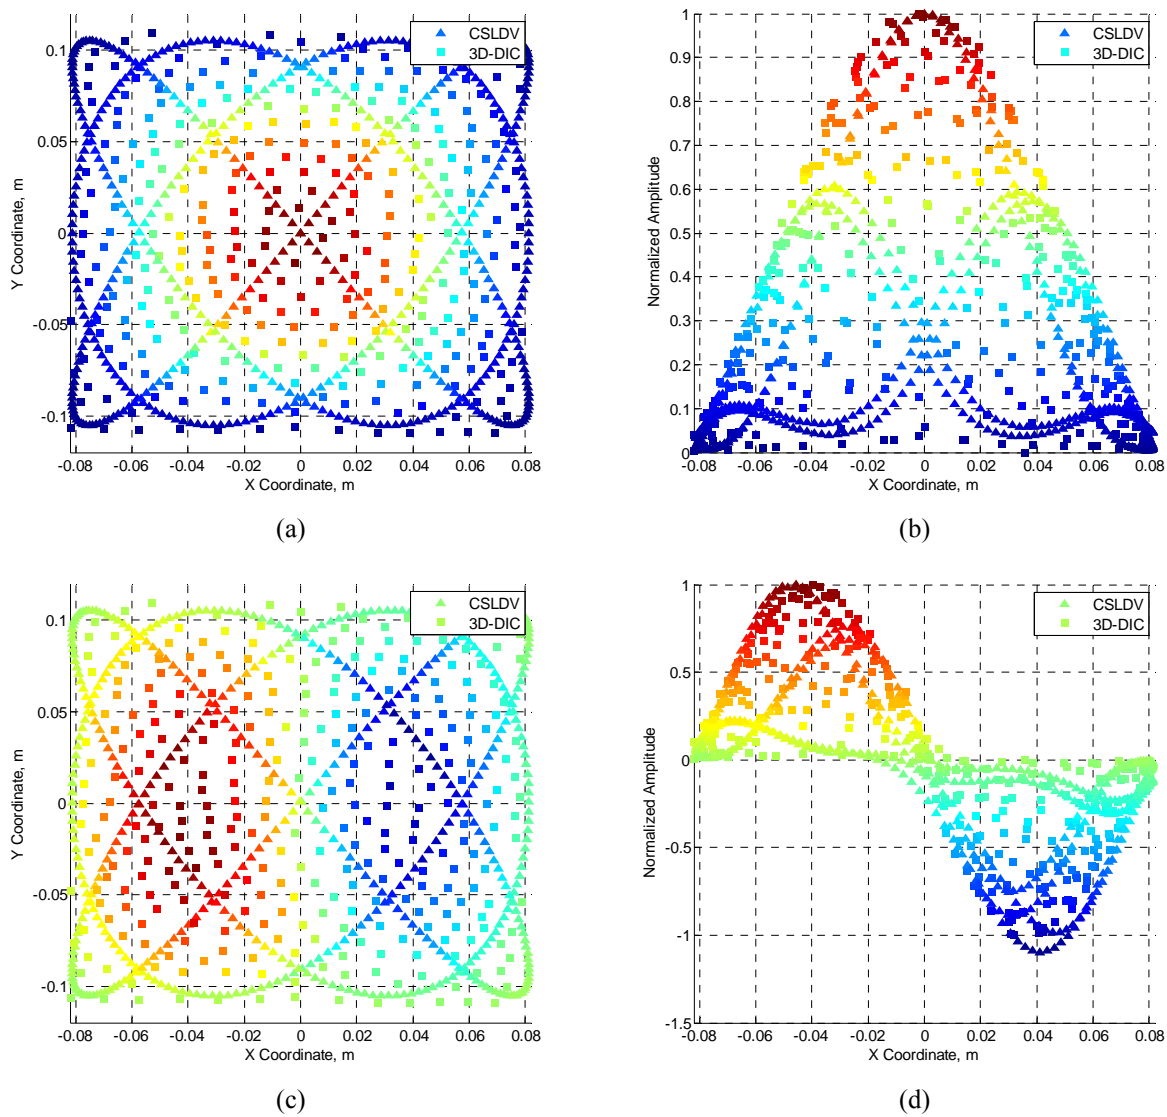 CSLDV
3D-DIC
0.1
0.05
0
-0.05
-0.1
Y Coordinate, m
-0.08 -0.06 -0.04 -0.02 0 0.02 0.04 0.06 0.08
X Coordinate, m
(a)
CSLDV
3D-DIC
1
0.9
0.8
0.7
0.6
0.5
0.4
0.3
0.2
0.1
0
Normalized Amplitude
-0.08 -0.06 -0.04 -0.02 0 0.02 0.04 0.06 0.08
X Coordinate, m
(b)
CSLDV
3D-DIC
0.1
0.05
0
-0.05
-0.1
Y Coordinate, m
-0.08 -0.06 -0.04 -0.02 0 0.02 0.04 0.06 0.08
X Coordinate, m
(c)
CSLDV
3D-DIC
1
0.5
0
-0.5
-1
-1.5
Normalized Amplitude
-0.08 -0.06 -0.04 -0.02 0 0.02 0.04 0.06 0.08
X Coordinate, m
(d)